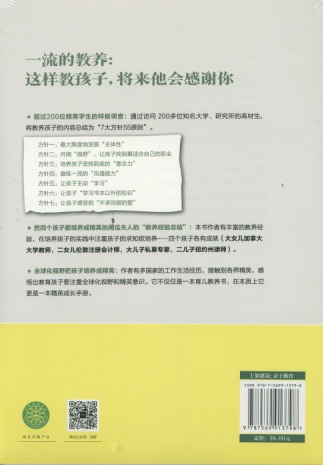 一流的教养:
这样教孩子,将来他会感谢你
★ 超过200位精英学生的样板调查:通过访问200多位知名大学、研究所的高材生,
将教养孩子的内容总结为“7大方针55原则”。
方针一、最大限度地发展“主体性”
方针二、开阔“视野”,让孩子找到最适合自己的职业
方针三、培养孩子坚持到底的“意志力”
方针四、磨练一流的“沟通能力”
方针五、让孩子主动“学习”
方针六、让孩子“学习书本以外的知识”
方针七、让孩子感受到“不求回报的爱”
★ 把四个孩子都培养成精英的南瓜夫人的“教养经验总结”:本书作者有丰富的教养经
验,在培养孩子的实践中注重孩子的求知欲培养——四个孩子各有成就(大女儿加拿大
大学教师,二女儿伦敦注册会计师,大儿子私募专家,二儿子纽约州律师)。
★ 全球化视野把孩子培养成精英:作者有多国家的工作生活经历,接触到各界精英,感
悟出教育孩子要注重全球化视野和精英意识。它不仅仅是一育儿教养书,在本质上它
更是一本精英成长手册。
上架建议:亲子教育
ISBN 978-7-5699-1379-8
9 787569 913798
定价:38.00元
绿色印刷产品